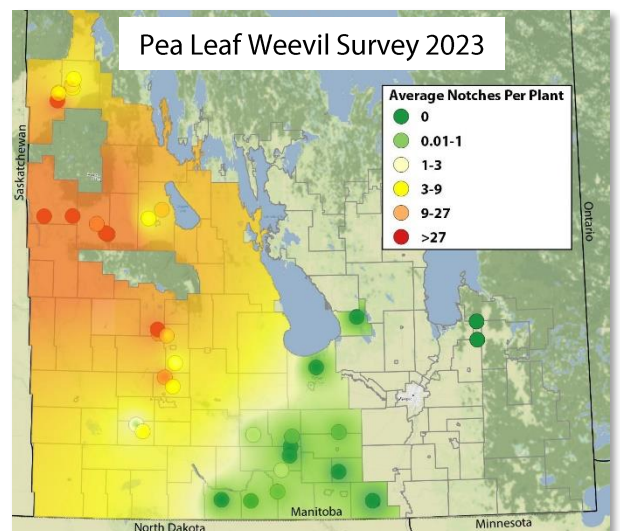 Pea Leaf Weevil Survey 2023
Average Notches Per Plant
0
0.01-1
1-3
3-9
9-27
>27
Saskatchewan
Ontario
Manitoba
North Dakota
Minnesota